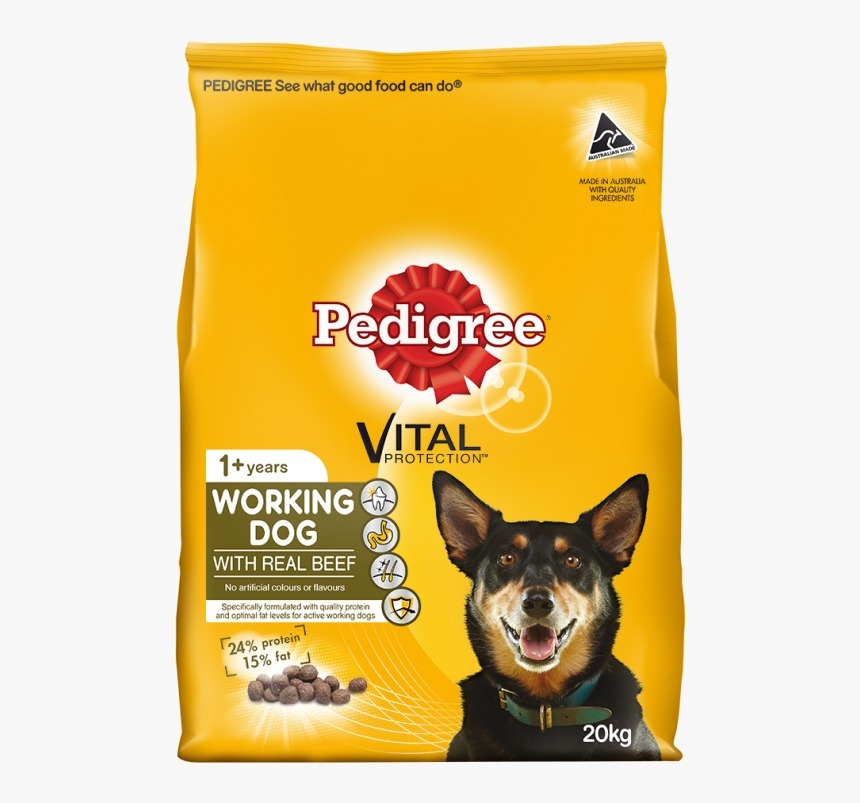 PEDIGREE See what good food can do®
AUSTRALIAN MADE
MADE IN AUSTRALIA
WITH QUALITY
INGREDIENTS
Pedigree®
VITAL
PROTECTION™
1+ years
WORKING
DOG
WITH REAL BEEF
No artificial colours or flavours
Specifically formulated with quality protein
and optimal fat levels for active working dogs
24% protein
15% fat
20kg